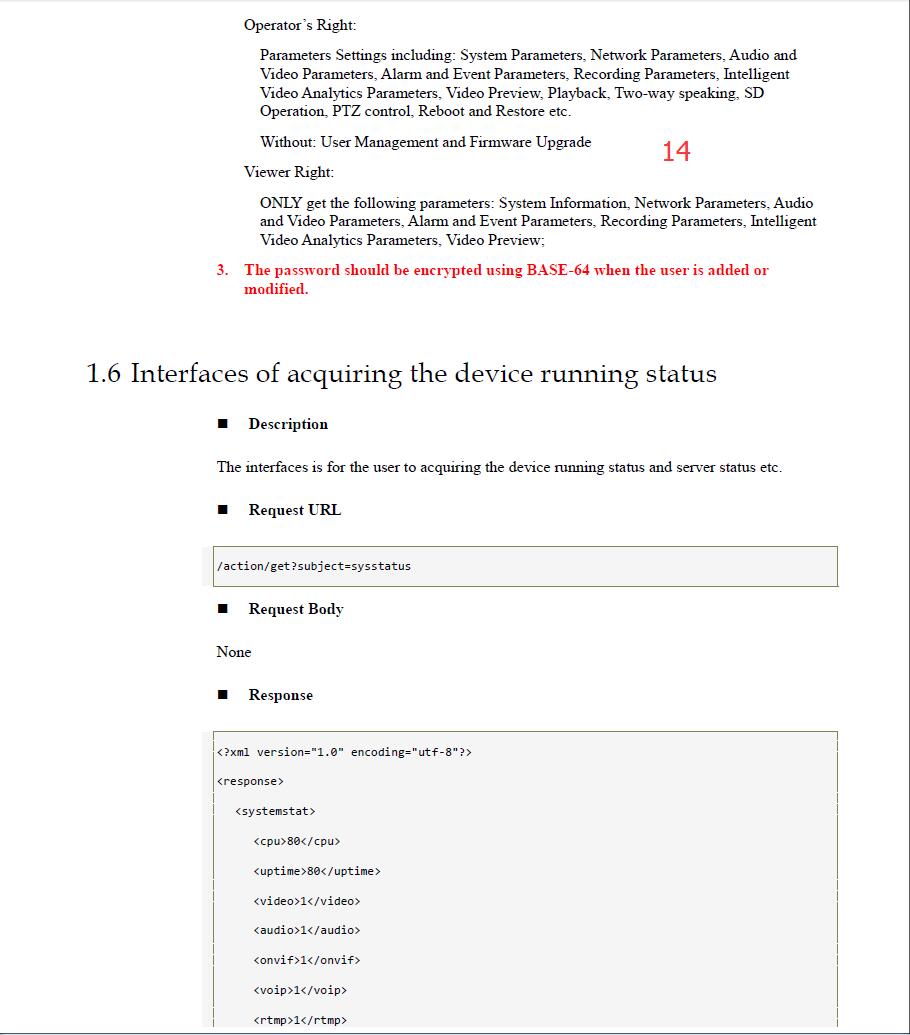 Operator's Right:
Parameters Settings including: System Parameters, Network Parameters, Audio and
Video Parameters, Alarm and Event Parameters, Recording Parameters, Intelligent
Video Analytics Parameters, Video Preview, Playback, Two-way speaking, SD
Operation, PTZ control, Reboot and Restore etc.
Without: User Management and Firmware Upgrade
14
Viewer Right:
ONLY get the following parameters: System Information, Network Parameters, Audio
and Video Parameters, Alarm and Event Parameters, Recording Parameters, Intelligent
Video Analytics Parameters, Video Preview;
3. The password should be encrypted using BASE-64 when the user is added or
modified.
1.6 Interfaces of acquiring the device running status
■ Description
The interfaces is for the user to acquiring the device running status and server status etc.
■ Request URL
/action/get?subject=sysstatus
■ Request Body
None
■ Response
<?xml version="1.0" encoding="utf-8"?>
<response>
<systemstat>
<cpu>80</cpu>
<uptime>80</uptime>
<video>1</video>
<audio>1</audio>
<onvif>1</onvif>
<voip>1</voip>
<rtmp>1</rtmp>